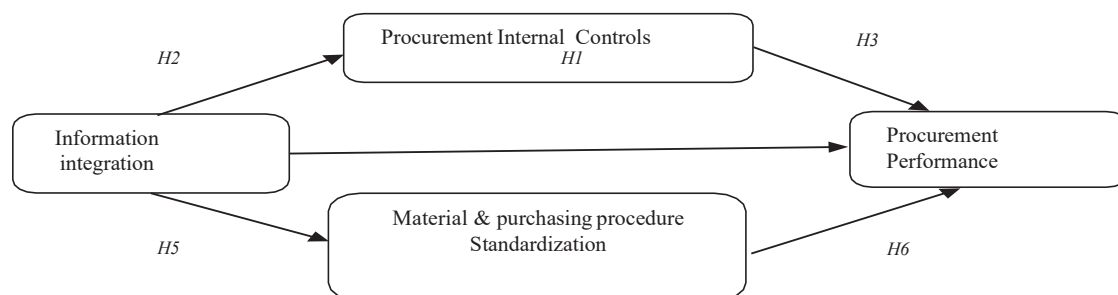 Procurement Internal Controls
H1
H2
H3
Information
integration
Procurement
Performance
Material & purchasing procedure
Standardization
H5
H6